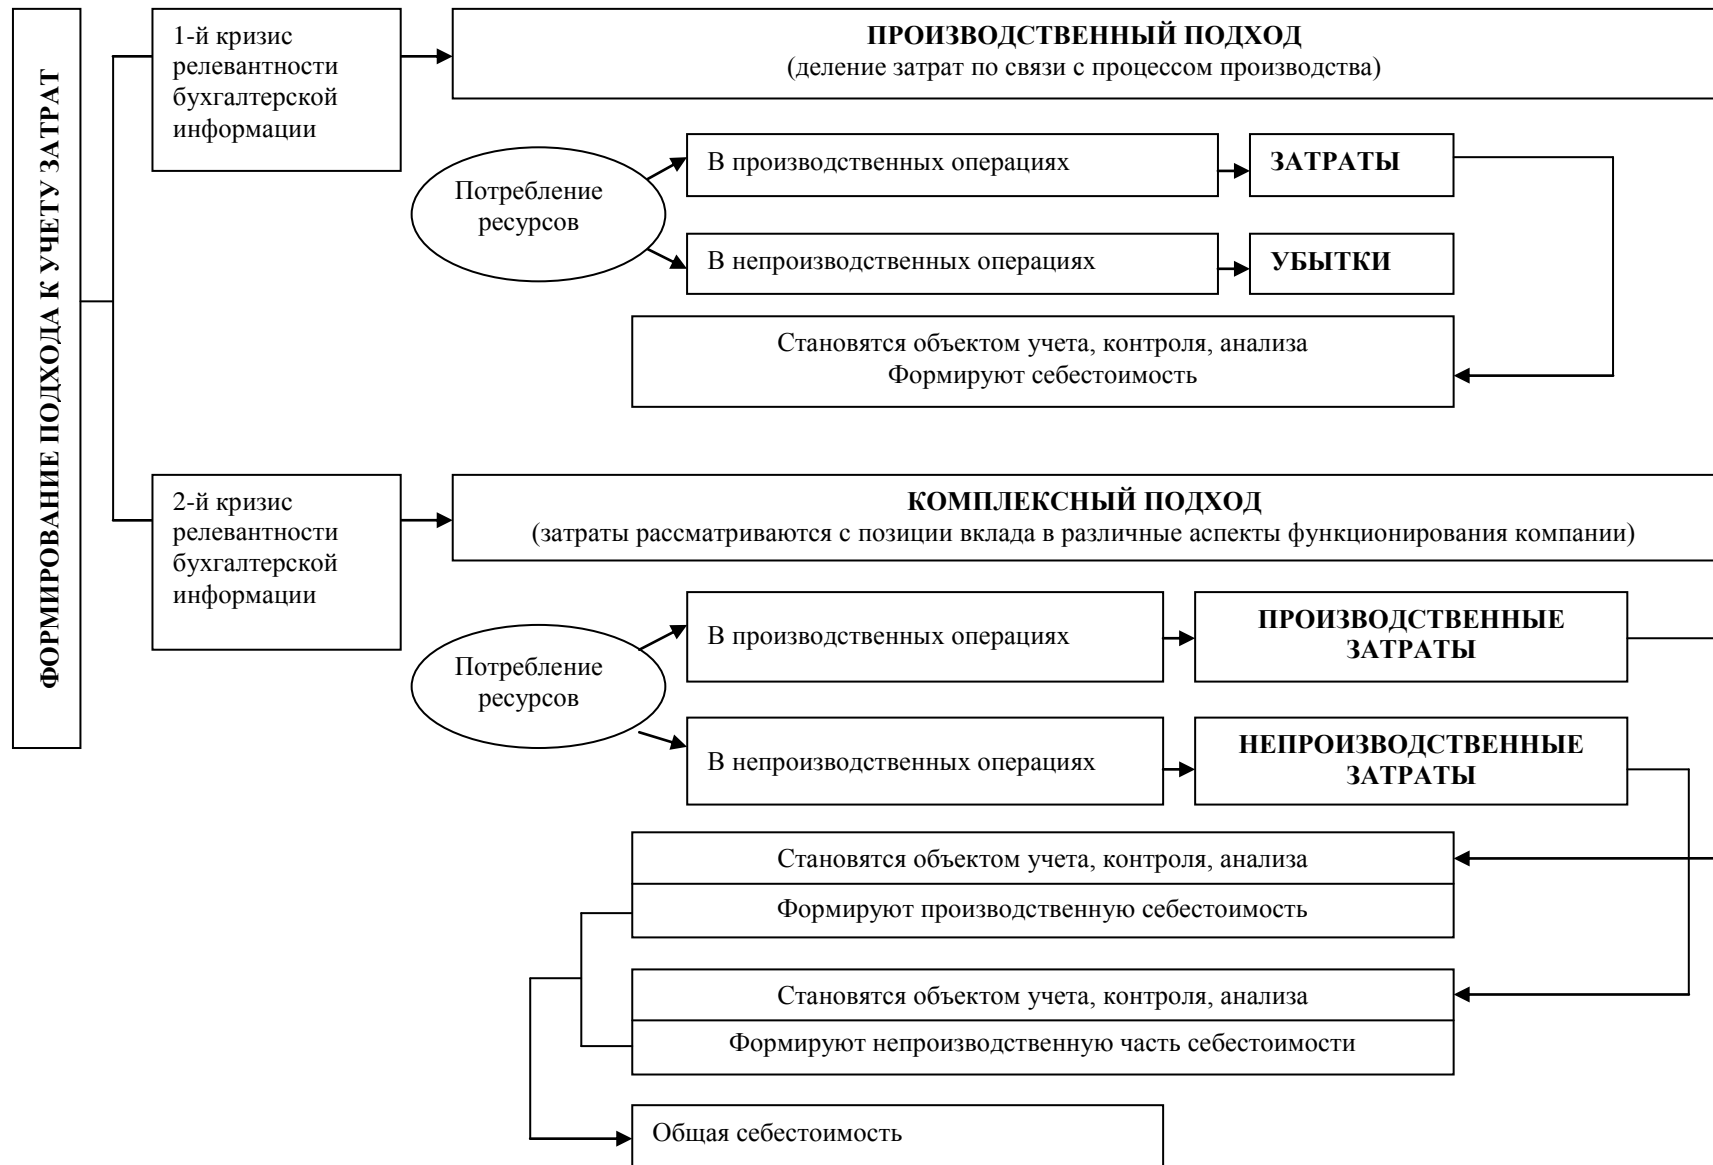 ФОРМИРОВАНИЕ ПОДХОДА К УЧЕТУ ЗАТРАТ
1-й кризис
релевантности
бухгалтерской
информации
ПРОИЗВОДСТВЕННЫЙ ПОДХОД
(деление затрат по связи с процессом производства)
Потребление
ресурсов
В производственных операциях
ЗАТРАТЫ
В непроизводственных операциях
УБЫТКИ
Становятся объектом учета, контроля, анализа
Формируют себестоимость
2-й кризис
релевантности
бухгалтерской
информации
КОМПЛЕКСНЫЙ ПОДХОД
(затраты рассматриваются с позиции вклада в различные аспекты функционирования компании)
Потребление
ресурсов
В производственных операциях
ПРОИЗВОДСТВЕННЫЕ
ЗАТРАТЫ
В непроизводственных операциях
НЕПРОИЗВОДСТВЕННЫЕ
ЗАТРАТЫ
Становятся объектом учета, контроля, анализа
Формируют производственную себестоимость
Становятся объектом учета, контроля, анализа
Формируют непроизводственную часть себестоимости
Общая себестоимость